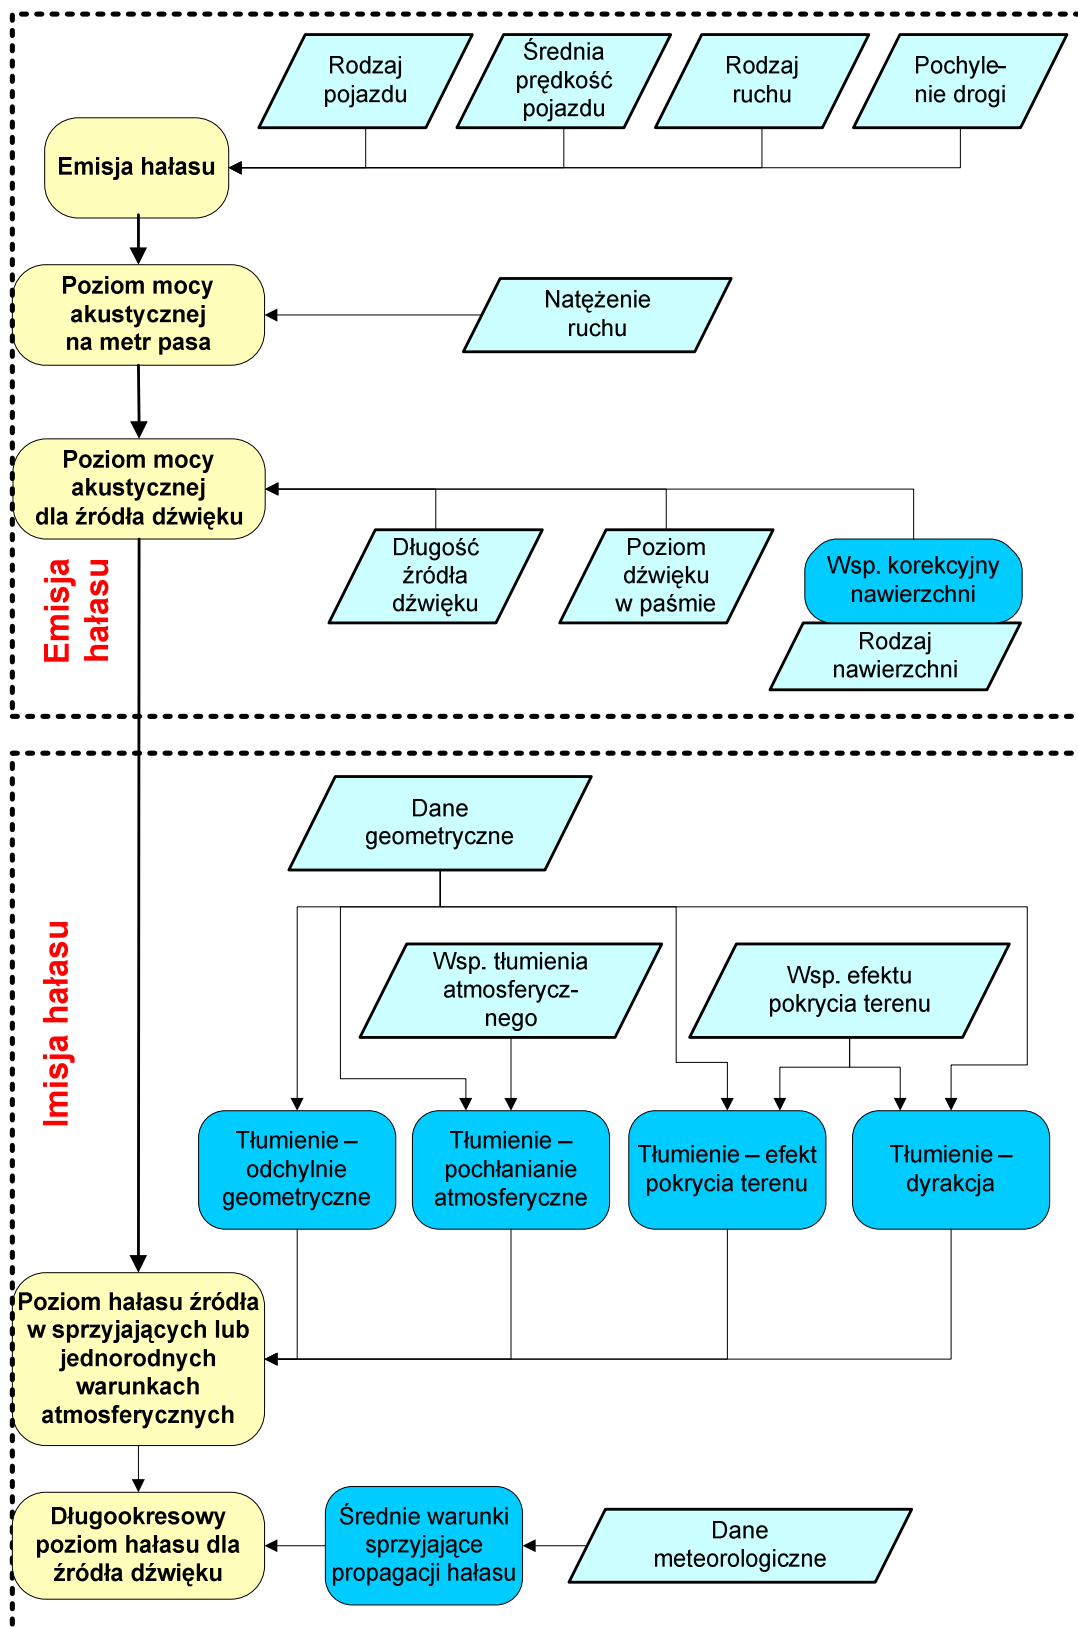 Rodzaj
pojazdu
Średnia
prędkość
pojazdu
Rodzaj
ruchu
Pochyle–
nie drogi
Emisja hałasu
Poziom mocy
akustycznej
na metr pasa
Natężenie
ruchu
Poziom mocy
akustycznej
dla źródła dźwięku
Długość
źródła
dźwięku
Poziom
dźwięku
w paśmie
Wsp. korekcyjny
nawierzchni
Rodzaj
nawierzchni
Emisja
hałasu
Dane
geometryczne
Imisja hałasu
Wsp. tłumienia
atmosferycz-
nego
Wsp. efektu
pokrycia terenu
Tłumienie –
odchylnie
geometryczne
Tłumienie –
pochłanianie
atmosferyczne
Tłumienie – efekt
pokrycia terenu
Tłumienie –
dyrakcja
Poziom hałasu źródła
w sprzyjających lub
jednorodnych
warunkach
atmosferycznych
Długookresowy
poziom hałasu dla
źródła dźwięku
Średnie warunki
sprzyjające
propagacji hałasu
Dane
meteorologiczne